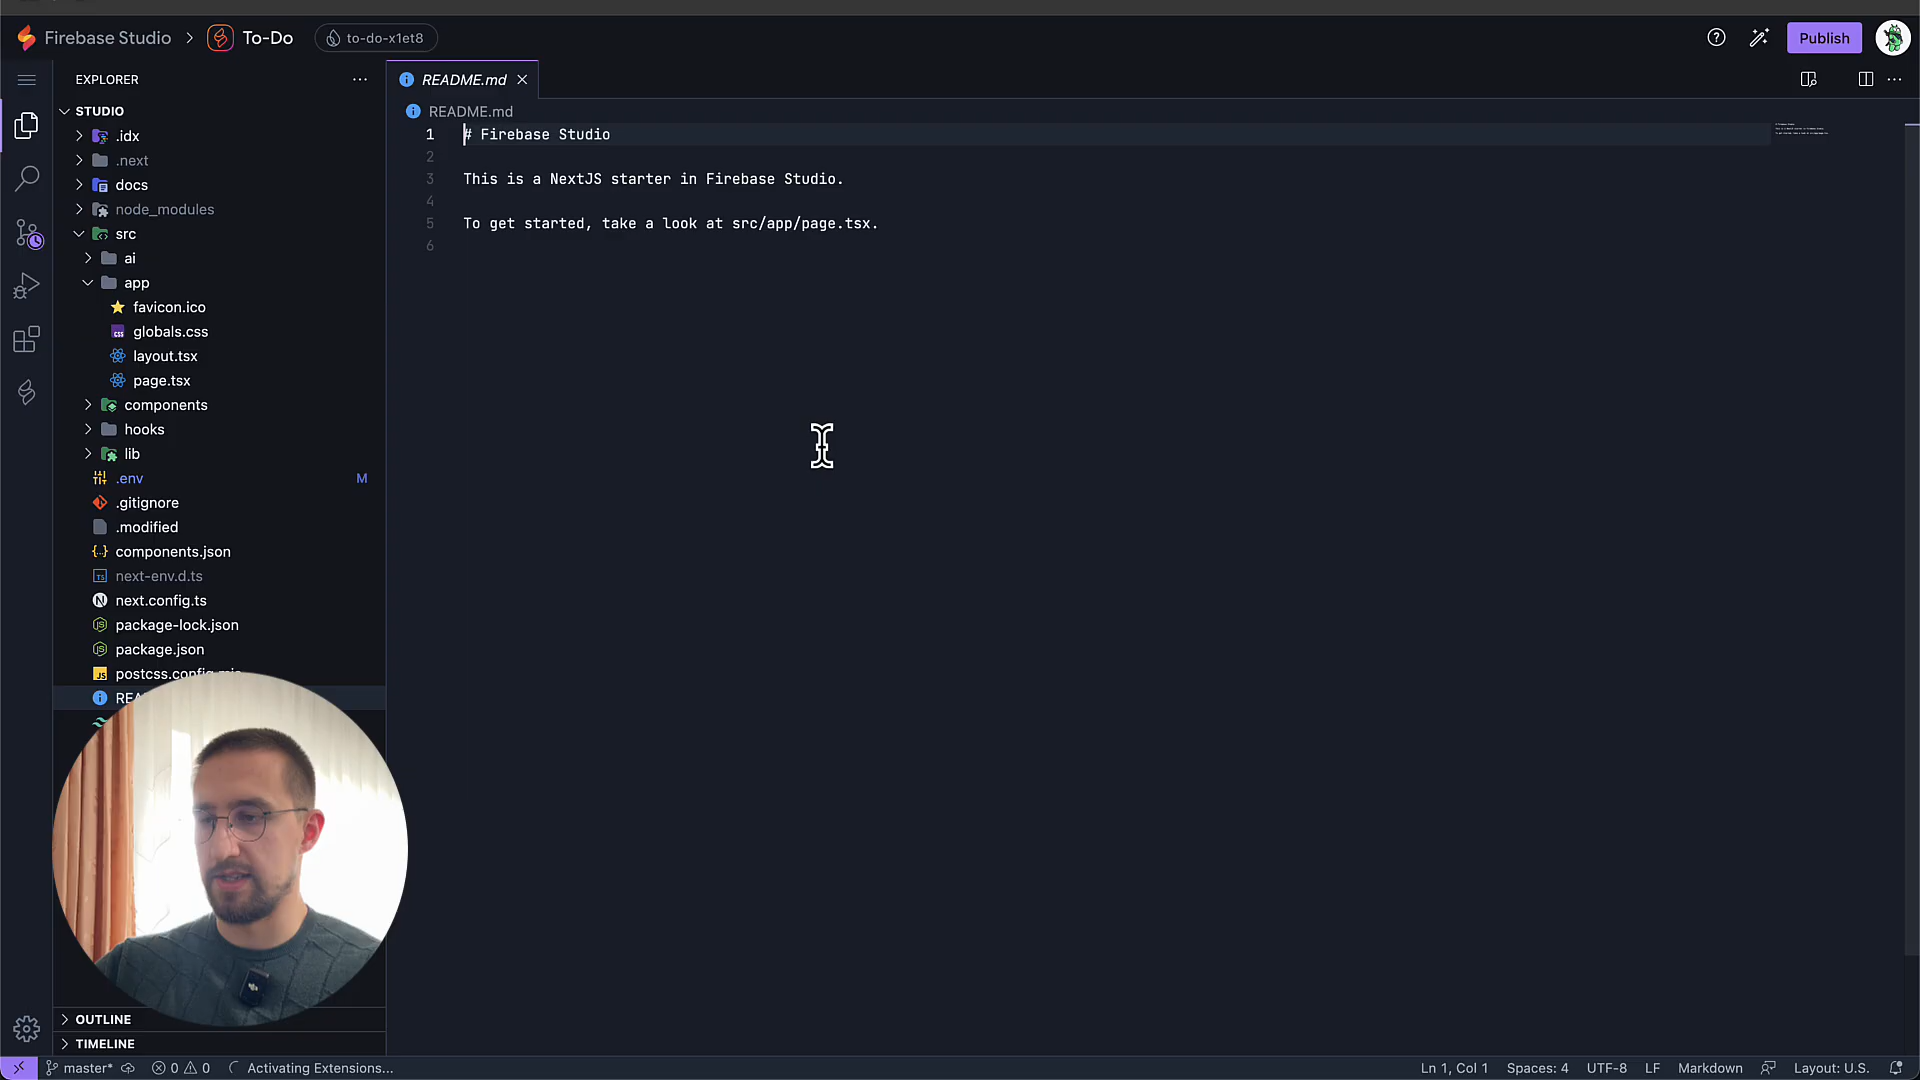 Firebase Studio
To-Do
to-do-x1et8
Publish
EXPLORER
README.md
STUDIO
README.md
.idx
.next
docs
node_modules
src
ai
app
favicon.ico
globals.css
layout.tsx
page.tsx
components
hooks
lib
.env M
.gitignore
.modified
components.json
next-env.d.ts
next.config.ts
package-lock.json
package.json
OUTLINE
TIMELINE
1 # Firebase Studio
2
3 This is a NextJS starter in Firebase Studio.
4
5 To get started, take a look at src/app/page.tsx.
6
master* 0 0 Activating Extensions... Ln 1, Col 1 Spaces: 4 UTF-8 LF Markdown Layout: U.S.